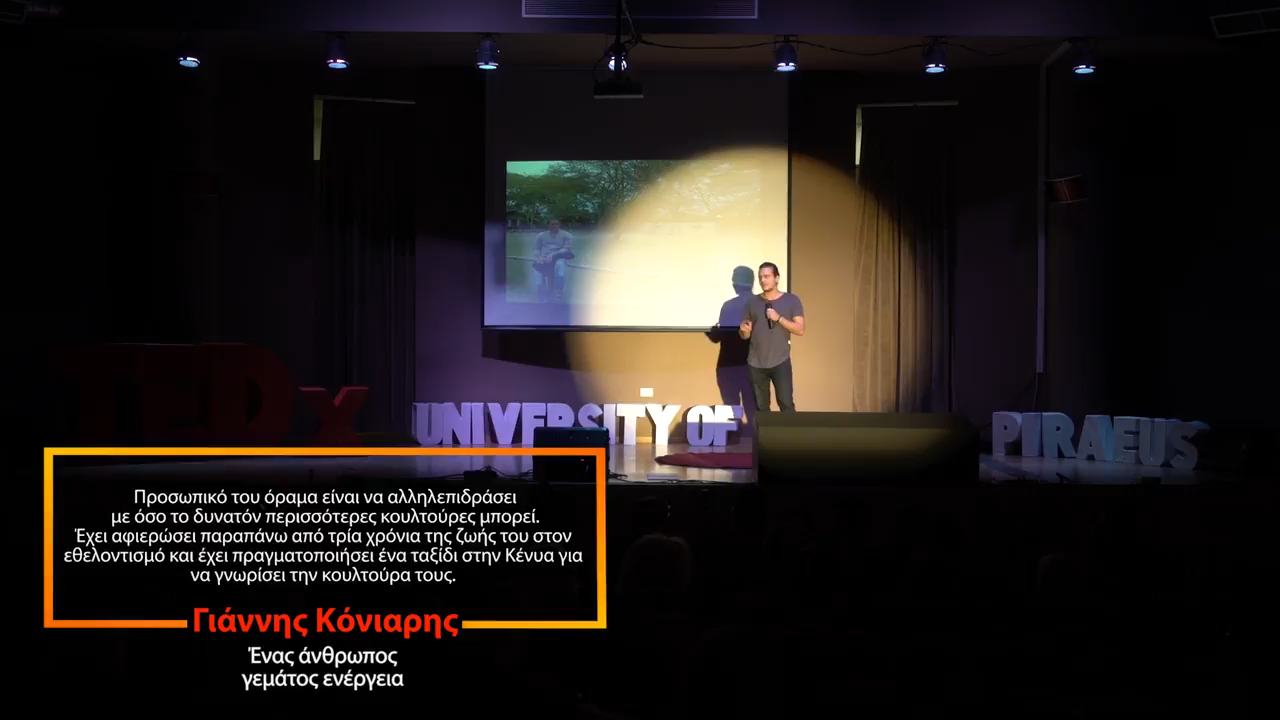 TEDx
UNIVERSITY OF
PIRAEUS
Προσωπικό του όραμα είναι να αλληλεπιδράσει
με όσο το δυνατόν περισσότερες κουλτούρες μπορεί.
Έχει αφιερώσει παραπάνω από τρία χρόνια της ζωής του στον
εθελοντισμό και έχει πραγματοποιήσει ένα ταξίδι στην Κένυα για
να γνωρίσει την κουλτούρα τους.
Γιάννης Κόνιαρης
Ένας άνθρωπος
γεμάτος ενέργεια